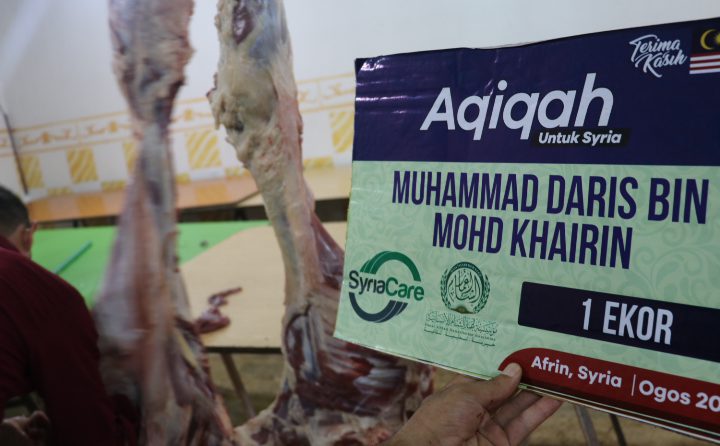 Terima
Kasih
Aqiqah
Untuk Syria
MUHAMMAD DARIS BIN
MOHD KHAIRIN
SyriaCare
1 EKOR
Afrin, Syria | Ogos 20